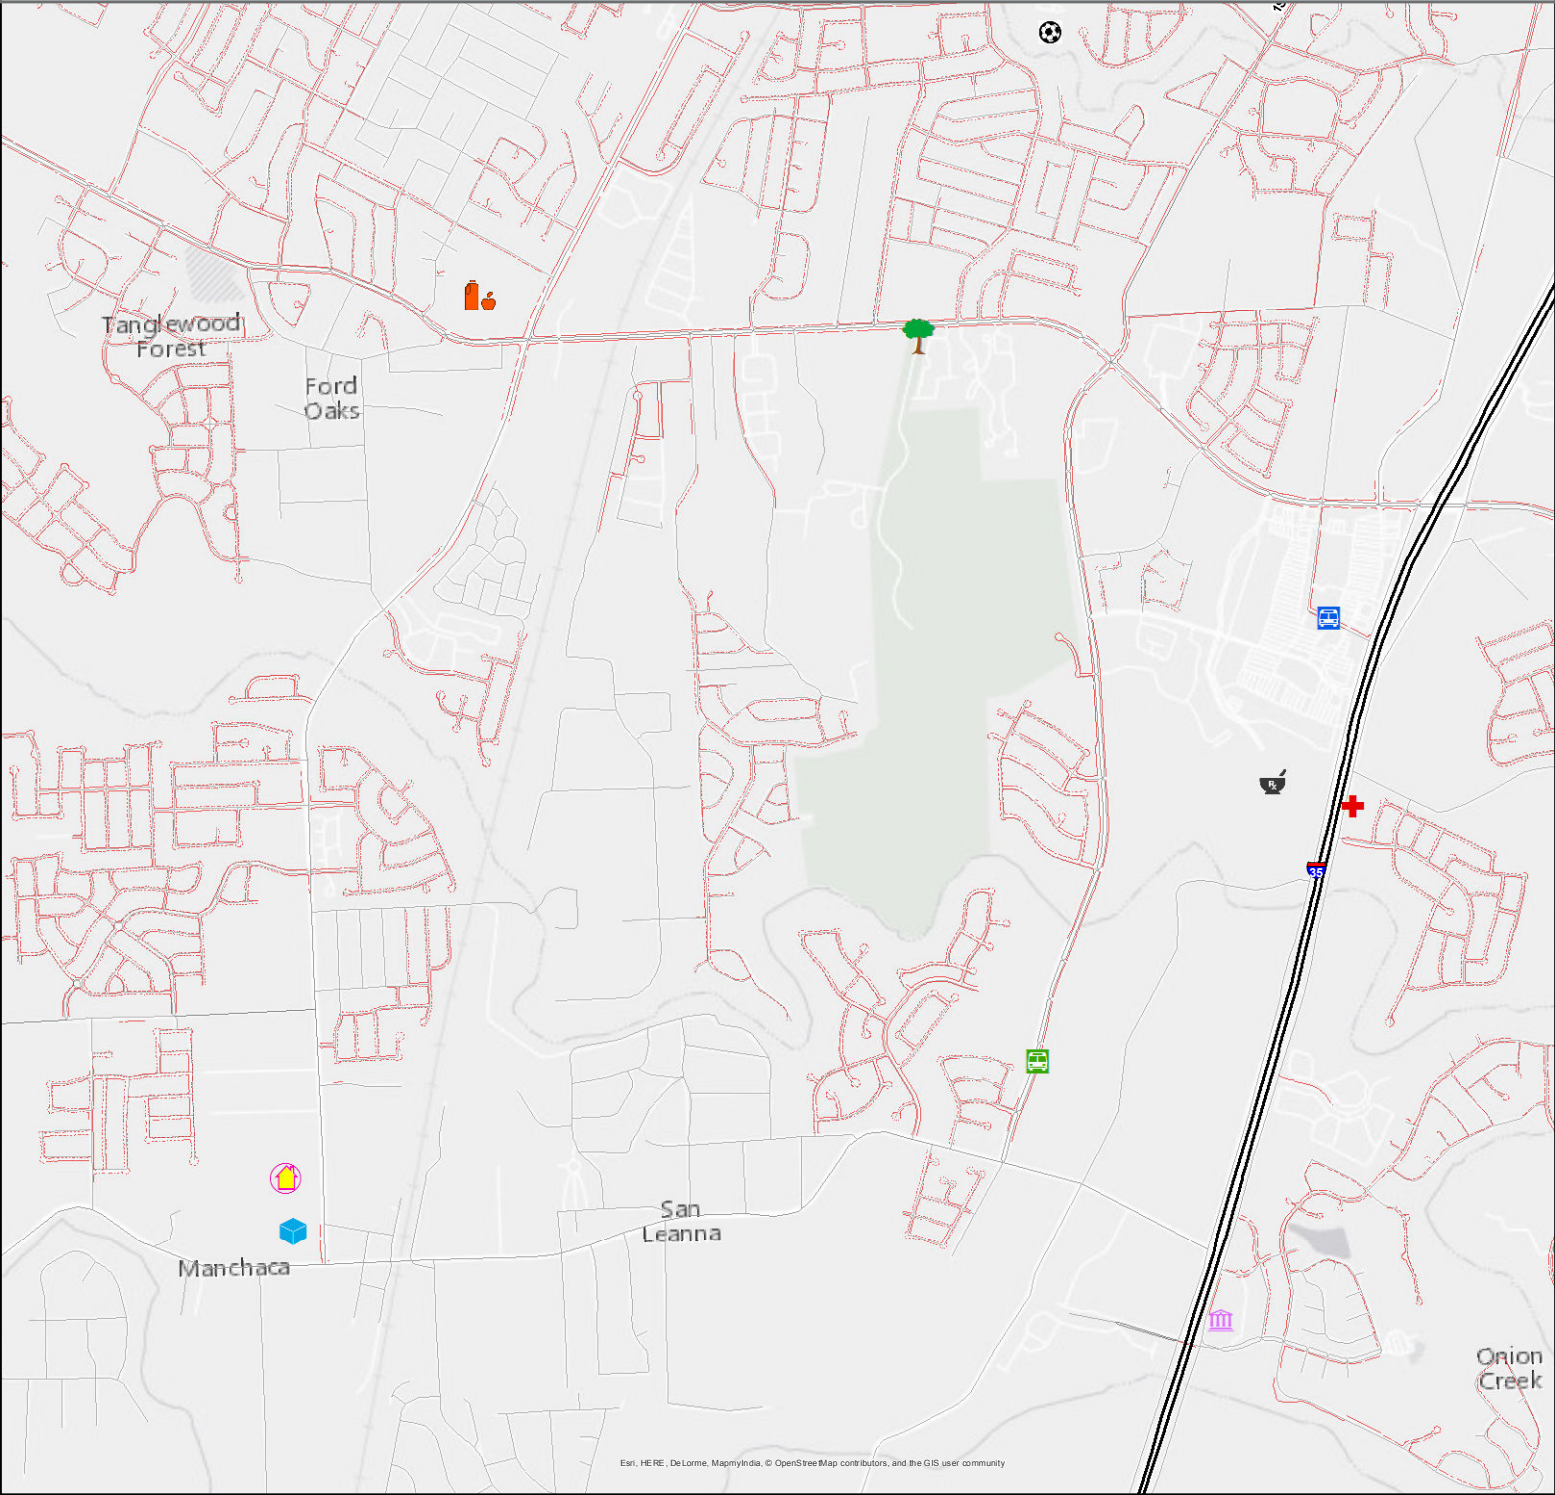 Tanglewood
Forest
Ford
Oaks
35
San
Leanna
Manchaca
Onion
Creek
Esri, HERE, DeLorme, MapmyIndia, © OpenStreetMap contributors, and the GIS user community